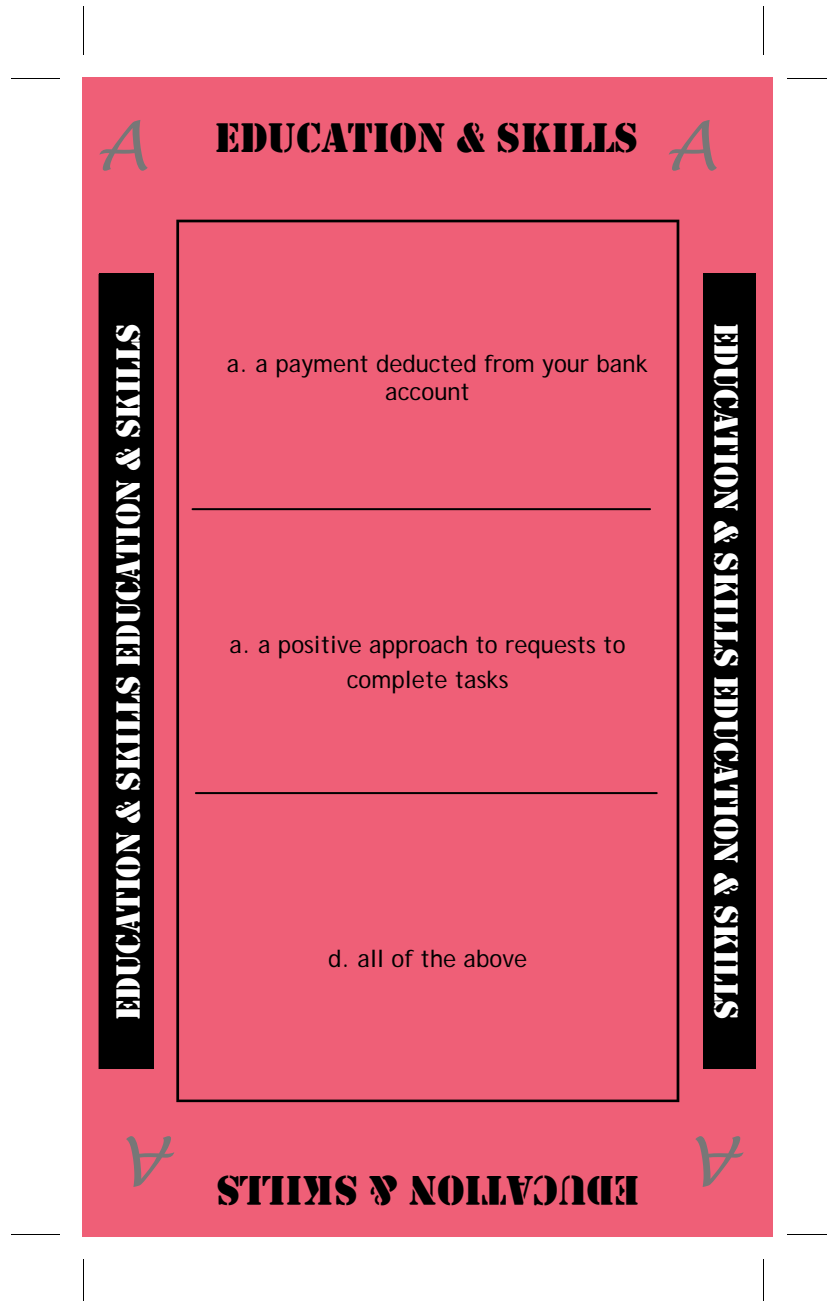 A EDUCATION & SKILLS A
a. a payment deducted from your bank
account
a. a positive approach to requests to
complete tasks
d. all of the above
EDUCATION & SKILLS EDUCATION & SKILLS
EDUCATION & SKILLS EDUCATION & SKILLS
A EDUCATION & SKILLS A